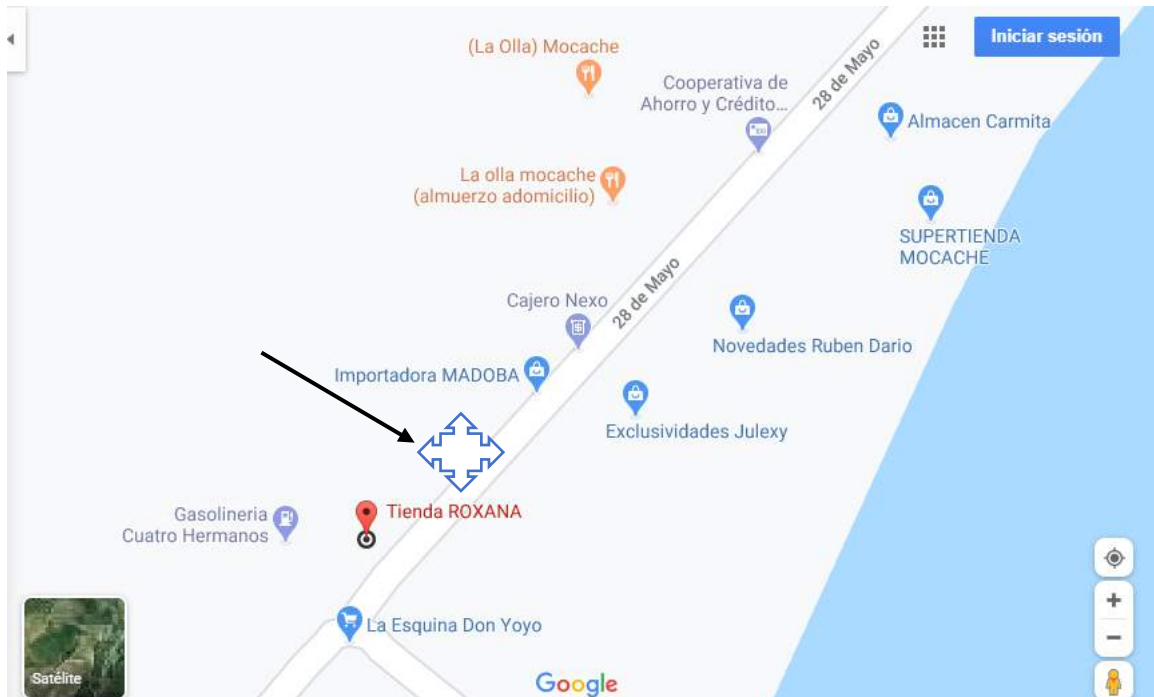 (La Olla) Mocache
Iniciar sesión
28 de Mayo
Cooperativa de
Ahorro y Crédito...
Almacen Carmita
La olla mocache
(almuerzo adomicilio)
SUPERTIENDA
MOCACHE
28 de Mayo
Cajero Nexo
Novedades Ruben Dario
Importadora MADOBA
Exclusividades Julexy
Tienda ROXANA
Gasolineria
Cuatro Hermanos
La Esquina Don Yoyo
Satélite
Google